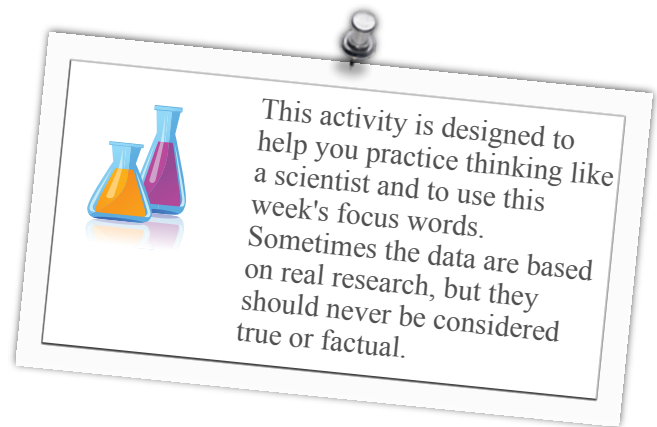 This activity is designed to
help you practice thinking like
a scientist and to use this
week's focus words.
Sometimes the data are based
on real research, but they
should never be considered
true or factual.